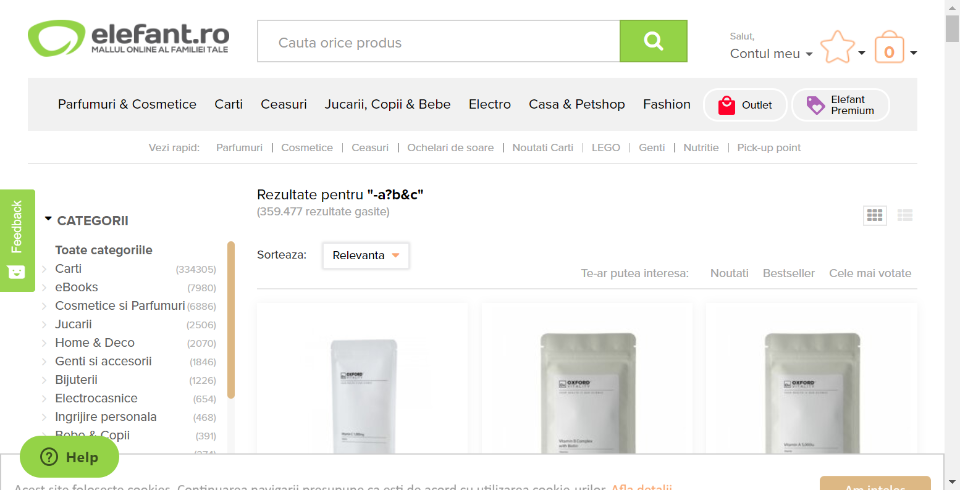 elefant.ro
MALLUL ONLINE AL FAMILIEI TALE
Cauta orice produs
Salut,
Contul meu
0
Parfumuri & Cosmetice Carti Ceasuri Jucarii, Copii & Bebe Electro Casa & Petshop Fashion Outlet Elefant Premium
Vezi rapid: Parfumuri | Cosmetice | Ceasuri | Ochelari de soare | Noutati Carti | LEGO | Genti | Nutritie | Pick-up point
Feedback
CATEGORII
Toate categoriile
Carti (334305)
eBooks (7980)
Cosmetice si Parfumuri (6886)
Jucarii (2506)
Home & Deco (2070)
Genti si accesorii (1846)
Bijuterii (1226)
Electrocasnice (654)
Ingrijire personala (468)
Bebe & Copii (391)
Rezultate pentru "-a?b&c"
(359.477 rezultate gasite)
Sorteaza: Relevanta
Te-ar putea interesa: Noutati Bestseller Cele mai votate
OXFORD
OXFORD
OXFORD
Help
Acest site foloseste cookies. Continuarea navigarii presupune ca esti de acord cu utilizarea cookie-urilor. Afla detalii
Am inteles